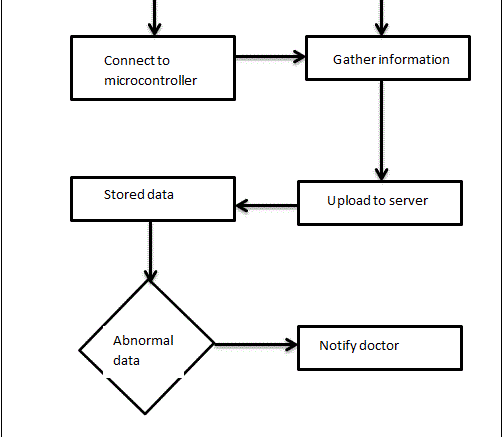 Connect to
microcontroller
Gather information
Stored data
Upload to server
Abnormal
data
Notify doctor